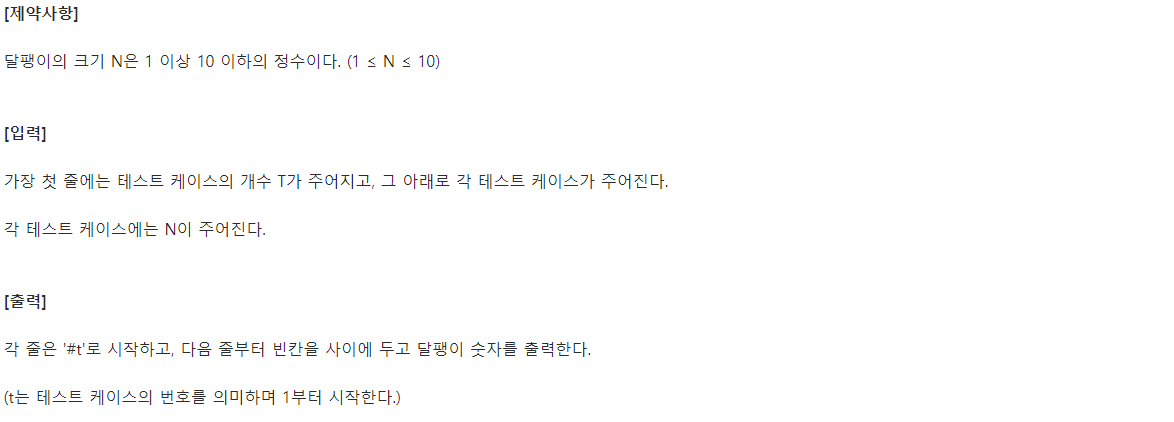 [제약사항]
달팽이의 크기 N은 1 이상 10 이하의 정수이다. (1 ≤ N ≤ 10)
[입력]
가장 첫 줄에는 테스트 케이스의 개수 T가 주어지고, 그 아래로 각 테스트 케이스가 주어진다.
각 테스트 케이스에는 N이 주어진다.
[출력]
각 줄은 '#t'로 시작하고, 다음 줄부터 빈칸을 사이에 두고 달팽이 숫자를 출력한다.
(t는 테스트 케이스의 번호를 의미하며 1부터 시작한다.)